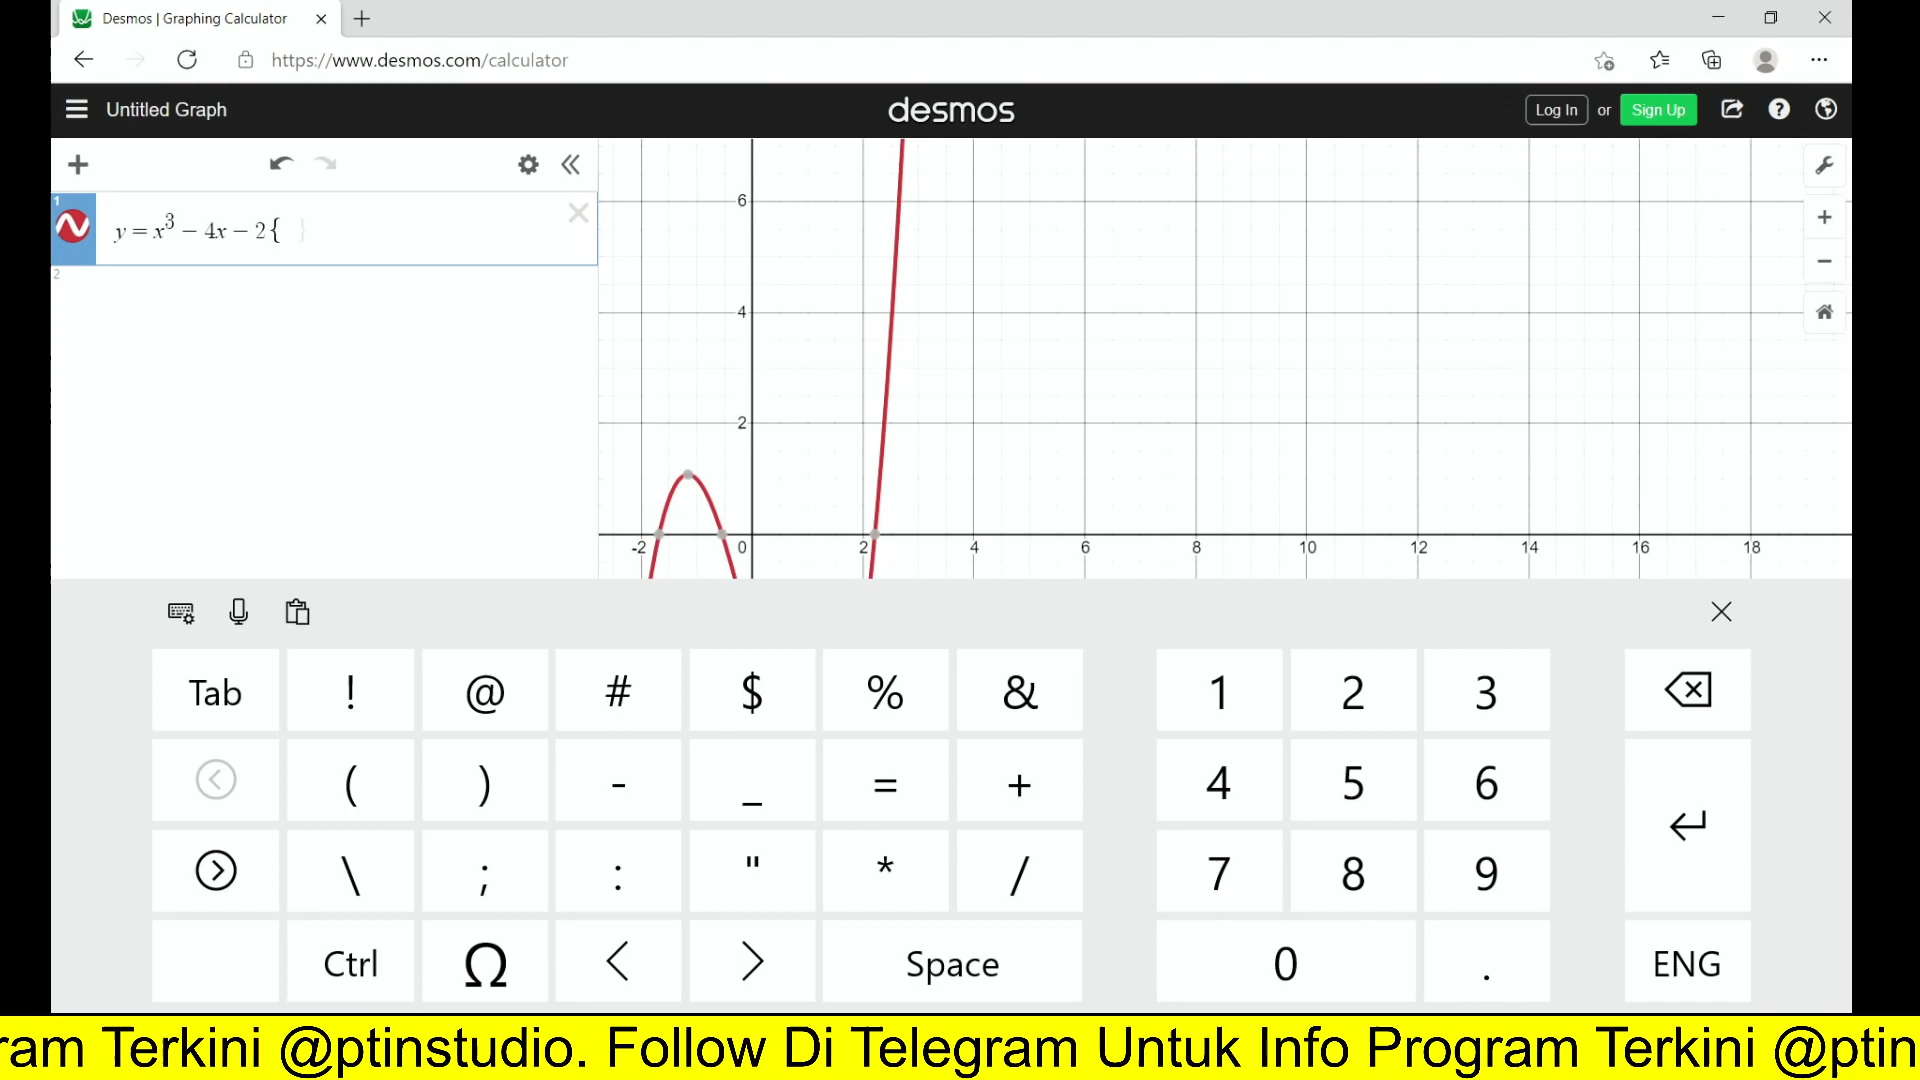 Desmos | Graphing Calculator
https://www.desmos.com/calculator
Untitled Graph
desmos
Log In or Sign Up
1
y = x³ − 4x − 2{ }
2
6
4
2
-2 0 2 4 6 8 10 12 14 16 18
Tab ! @ # $ % & 1 2 3
( ) - _ = + 4 5 6
\ ; : " * / 7 8 9
Ctrl Ω < > Space 0 . ENG
ram Terkini @ptinstudio. Follow Di Telegram Untuk Info Program Terkini @ptin